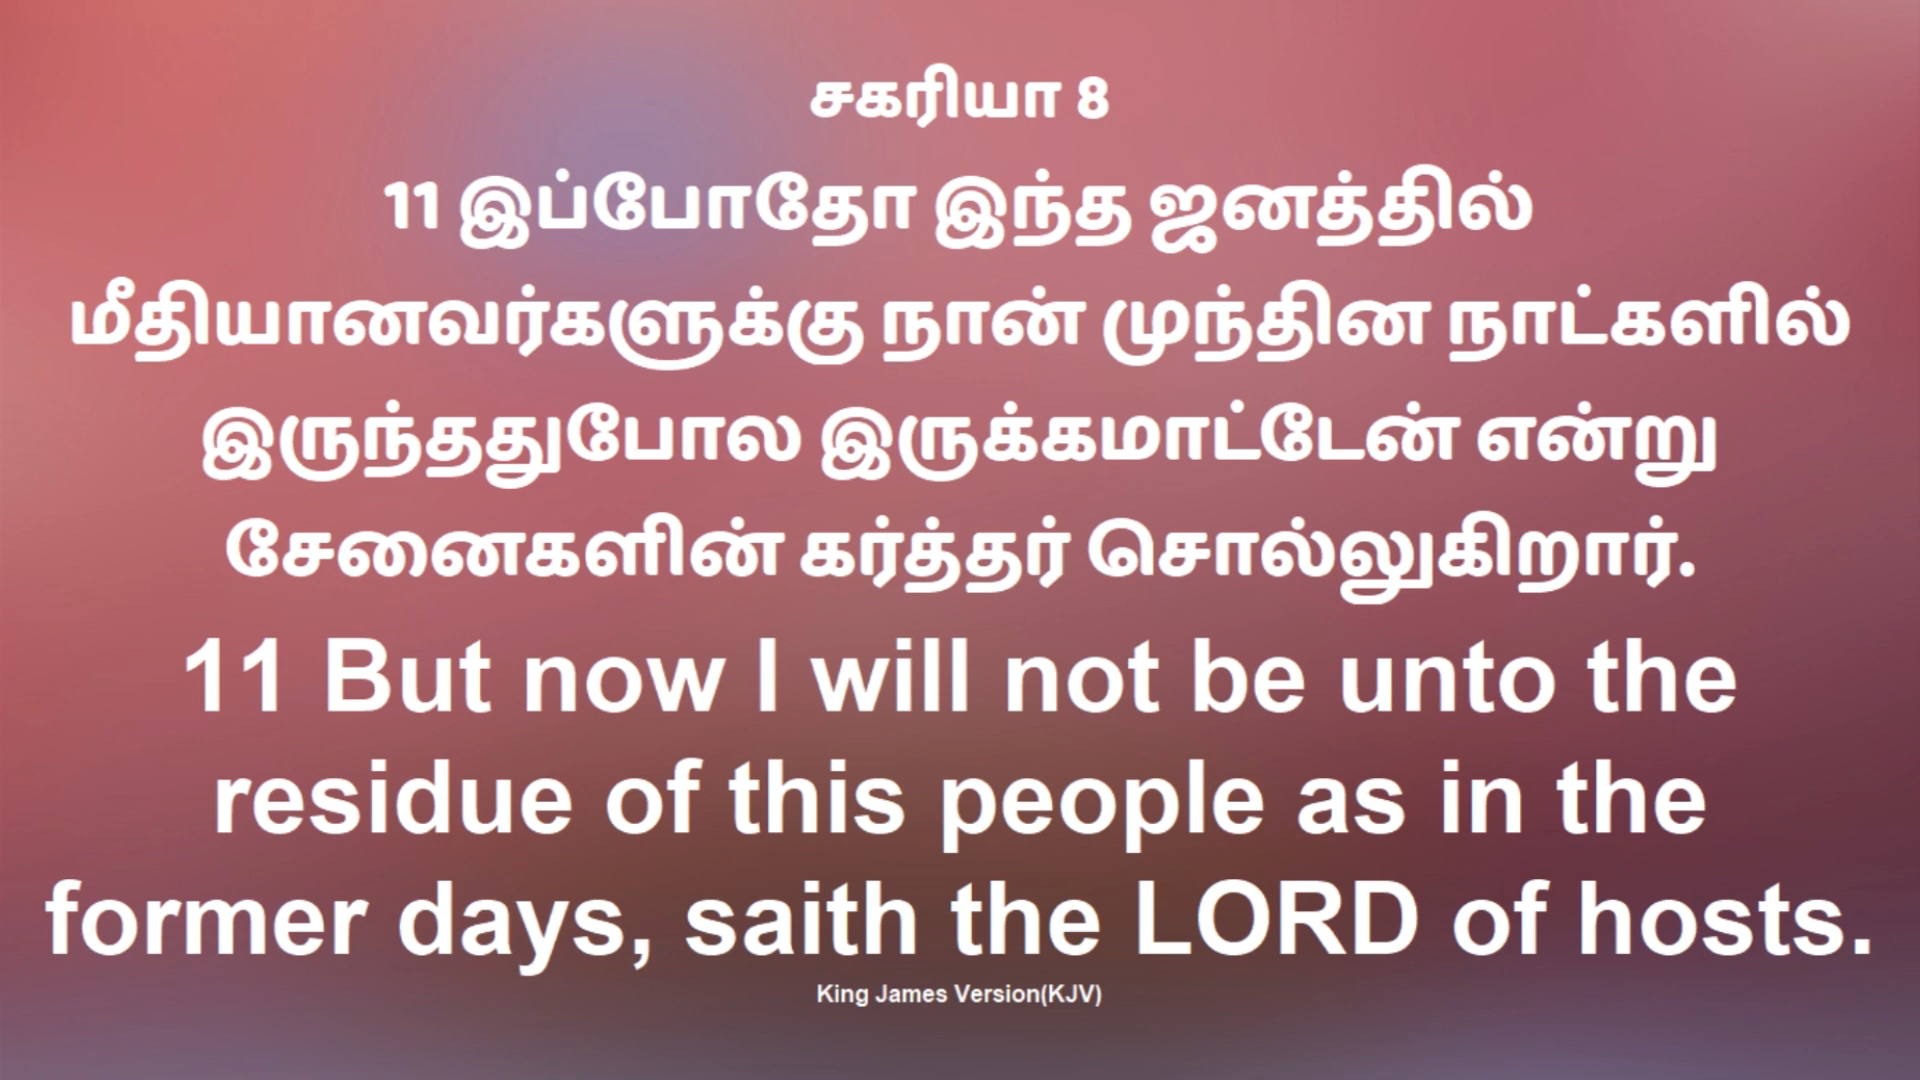 சகரியா 8
11 இப்போதோ இந்த ஜனத்தில்
மீதியானவர்களுக்கு நான் முந்தின நாட்களில்
இருந்ததுபோல இருக்கமாட்டேன் என்று
சேனைகளின் கர்த்தர் சொல்லுகிறார்.
11 But now I will not be unto the
residue of this people as in the
former days, saith the LORD of hosts.
King James Version(KJV)